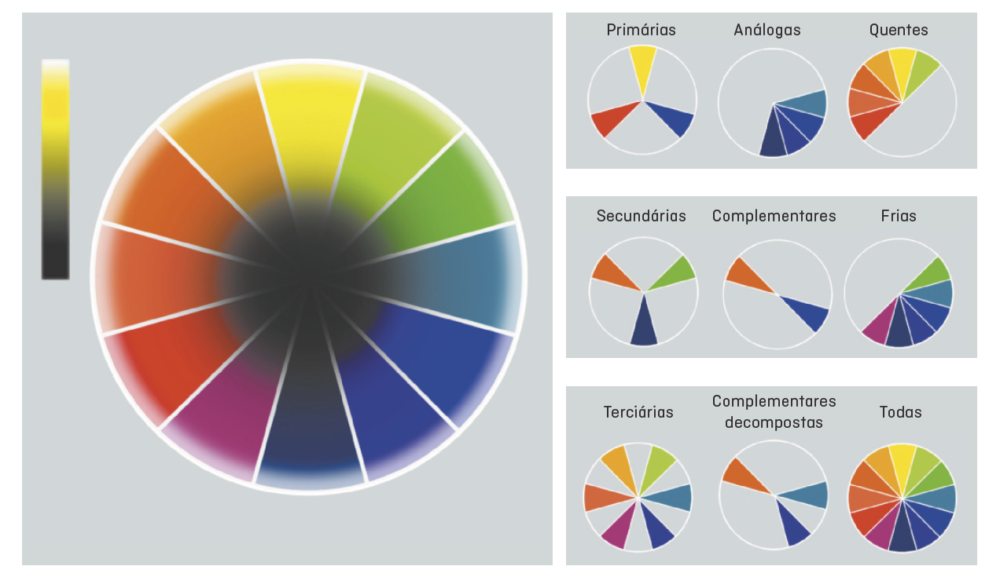 Primárias
Análogas
Quentes
Secundárias
Complementares
Frias
Terciárias
Complementares
decompostas
Todas